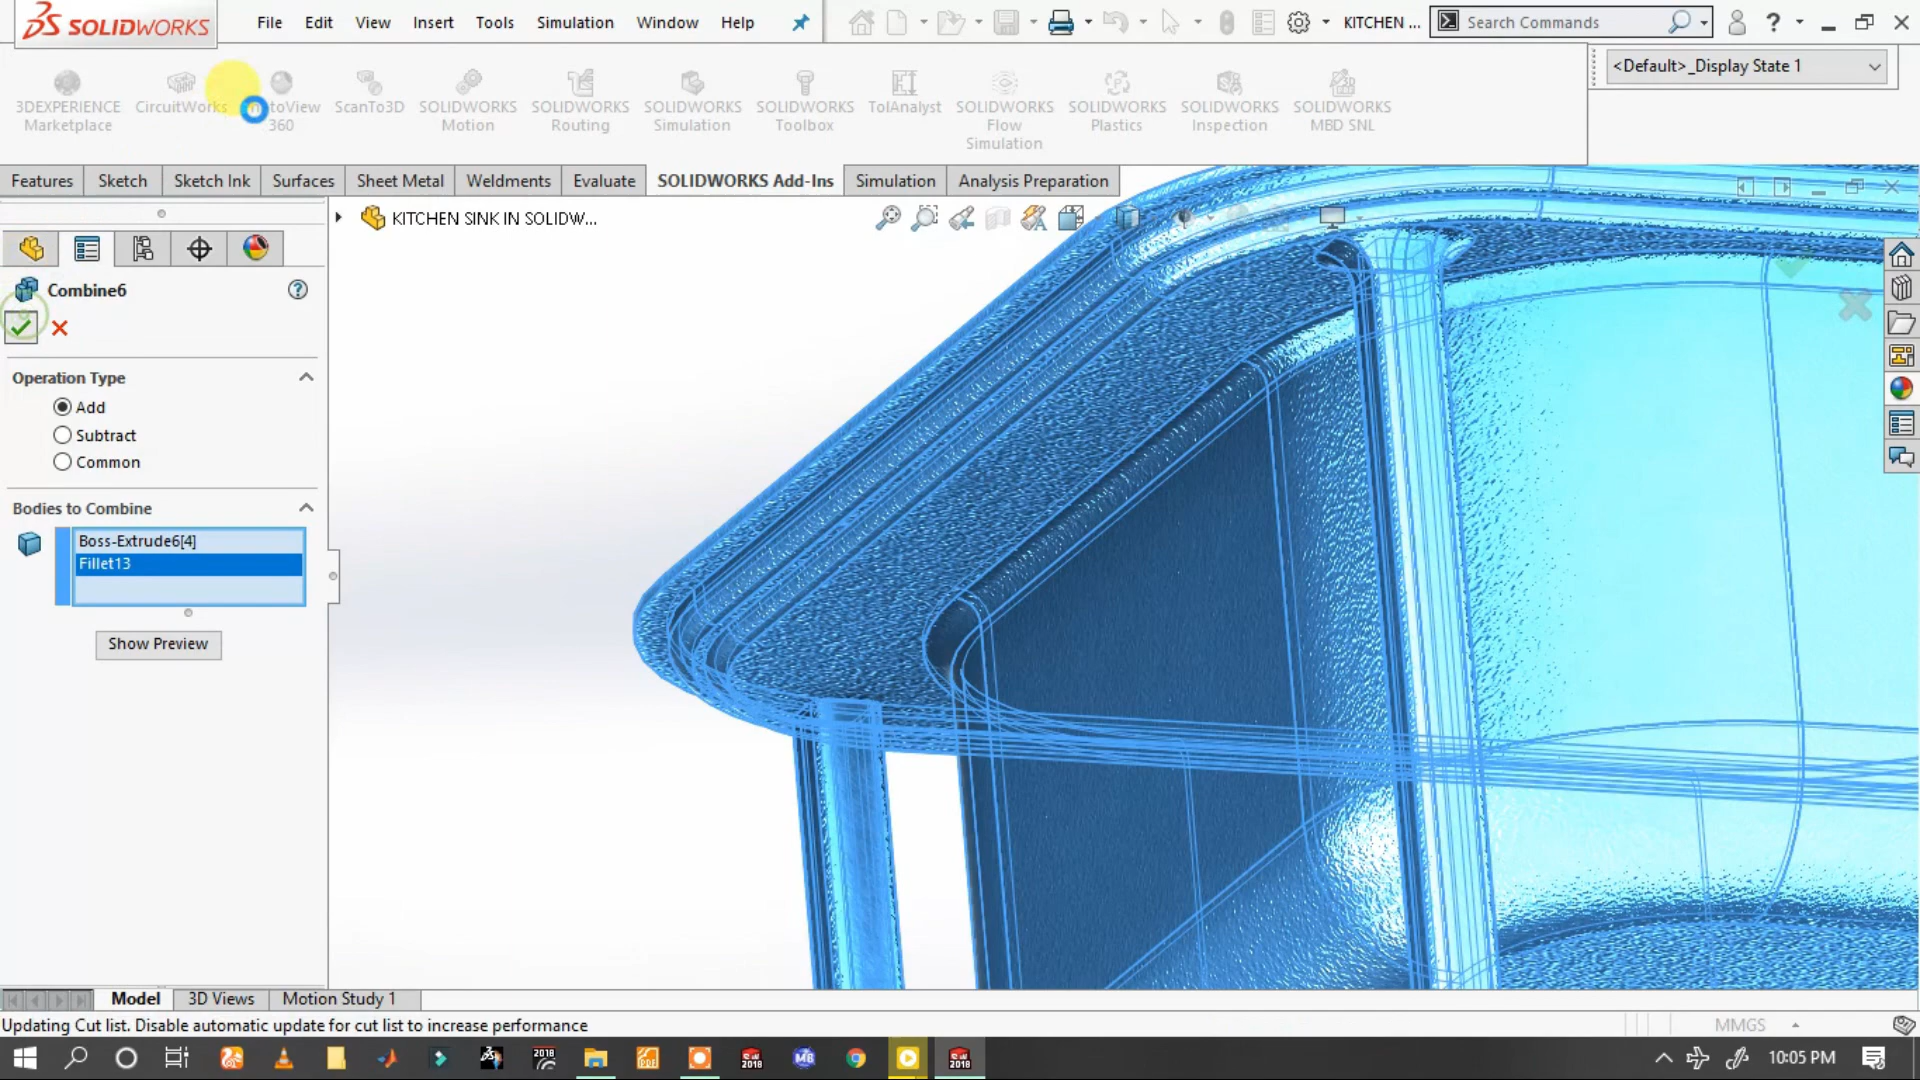 SOLIDWORKS
File Edit View Insert Tools Simulation Window Help
KITCHEN ...
Search Commands
?
3DEXPERIENCE Marketplace
CircuitWorks
360
ScanTo3D
SOLIDWORKS Motion
SOLIDWORKS Routing
SOLIDWORKS Simulation
SOLIDWORKS Toolbox
TolAnalyst
SOLIDWORKS Flow Simulation
SOLIDWORKS Plastics
SOLIDWORKS Inspection
SOLIDWORKS MBD SNL
<Default>_Display State 1
Features Sketch Sketch Ink Surfaces Sheet Metal Weldments Evaluate SOLIDWORKS Add-Ins Simulation Analysis Preparation
KITCHEN SINK IN SOLIDW...
Combine6
?
Operation Type
Add
Subtract
Common
Bodies to Combine
Boss-Extrude6[4]
Fillet13
Show Preview
Model 3D Views Motion Study 1
Updating Cut list. Disable automatic update for cut list to increase performance
MMGS
10:05 PM